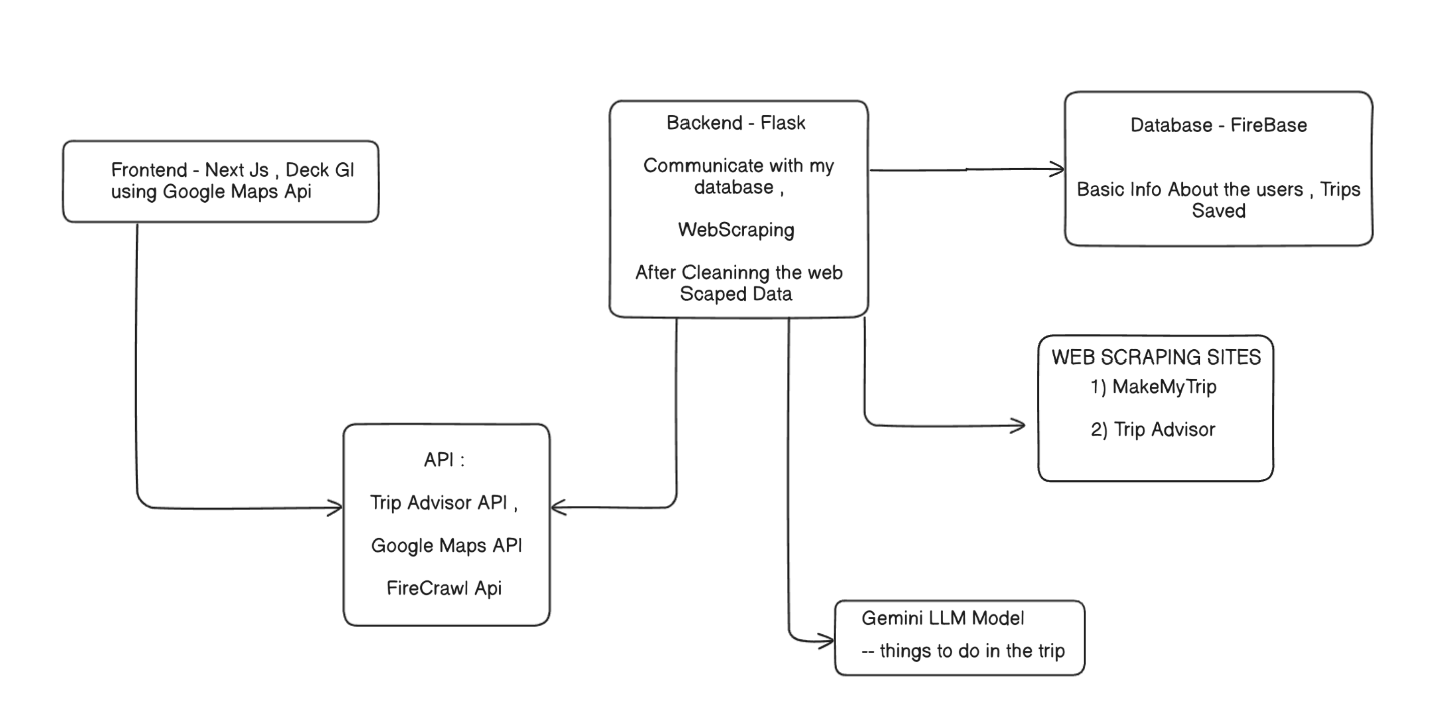 Frontend - Next Js , Deck Gl
using Google Maps Api
Backend - Flask
Communicate with my
database ,
WebScraping
After Cleaninng the web
Scaped Data
Database - FireBase
Basic Info About the users , Trips
Saved
WEB SCRAPING SITES
1) MakeMyTrip
2) Trip Advisor
API :
Trip Advisor API ,
Google Maps API
FireCrawl Api
Gemini LLM Model
-- things to do in the trip